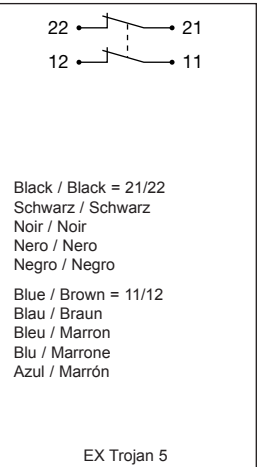 22 21
12 11
Black / Black = 21/22
Schwarz / Schwarz
Noir / Noir
Nero / Nero
Negro / Negro
Blue / Brown = 11/12
Blau / Braun
Bleu / Marron
Blu / Marrone
Azul / Marrón
EX Trojan 5